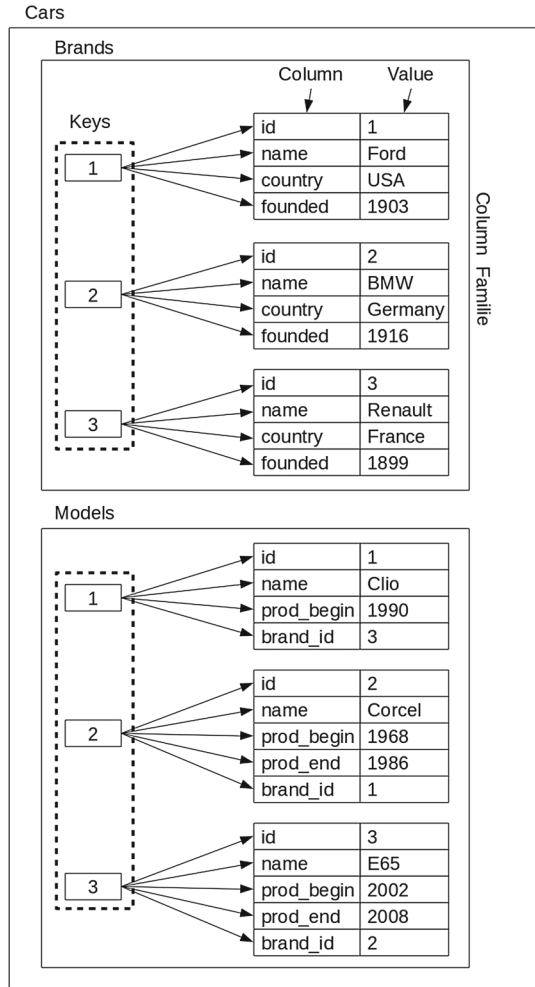 Cars
Brands
Column Value
Keys
1
id 1
name Ford
country USA
founded 1903
2
id 2
name BMW
country Germany
founded 1916
3
id 3
name Renault
country France
founded 1899
Column Familie
Models
1
id 1
name Clio
prod_begin 1990
brand_id 3
2
id 2
name Corcel
prod_begin 1968
prod_end 1986
brand_id 1
3
id 3
name E65
prod_begin 2002
prod_end 2008
brand_id 2